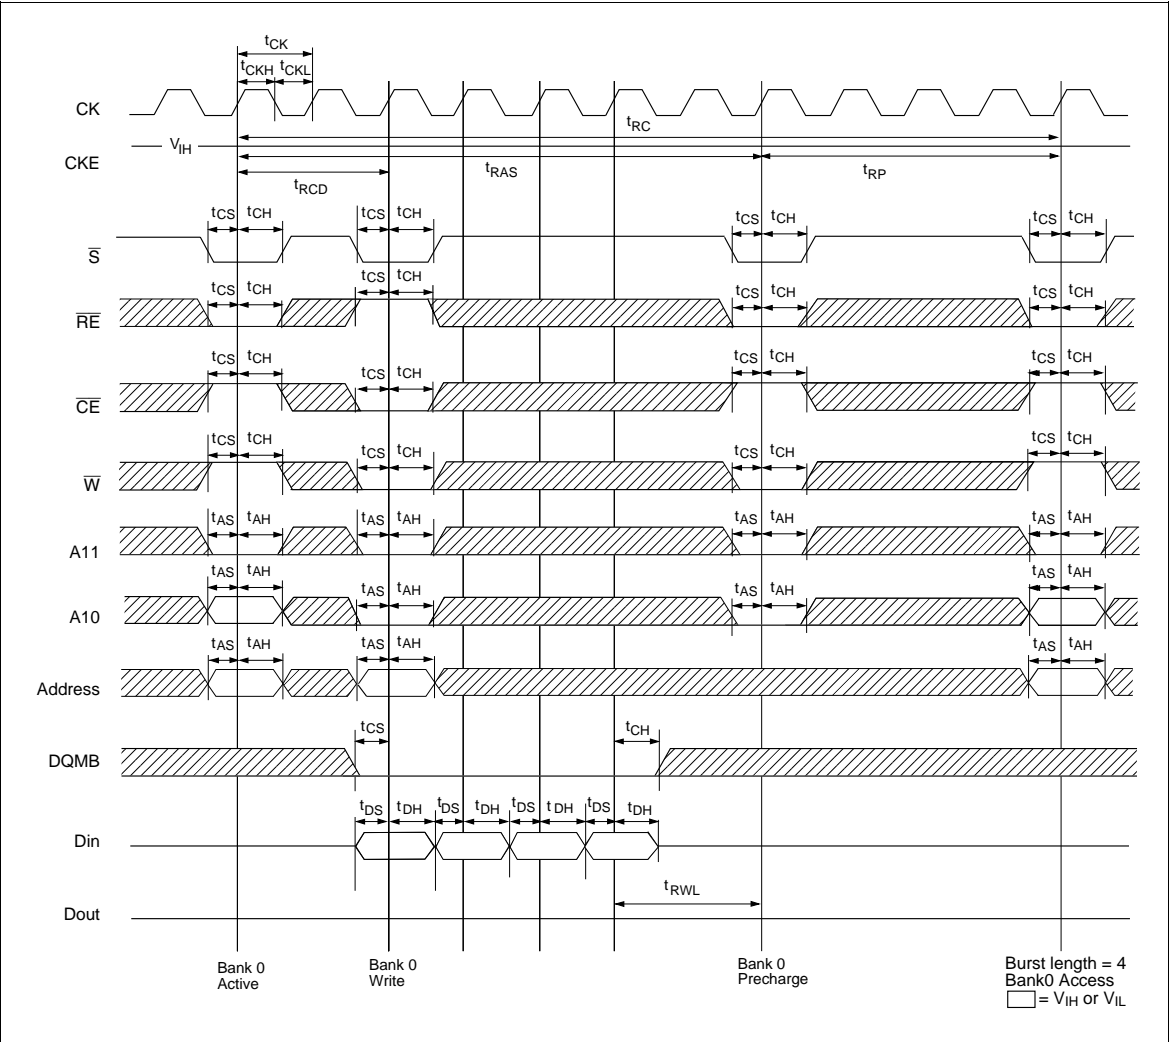 tCK
tCKH tCKL
CK
tRC
VIH
CKE
tRAS
tRP
tRCD
tCS tCH tCS tCH tCS tCH tCS tCH
S
tCS tCH
tCS tCH tCS tCH tCS tCH
RE
tCS tCH tCS tCH tCS tCH
tCS tCH
CE
tCS tCH tCS tCH
tCS tCH tCS tCH
W
tAS tAH tAS tAH tAS tAH tAS tAH
A11
tAS tAH tAS tAH
tAS tAH tAS tAH
A10
tAS tAH tAS tAH tAS tAH
Address
tCS tCH
DQMB
tDS tDH tDS tDH tDS tDH tDS tDH
Din
tRWL
Dout
Bank 0
Active
Bank 0
Write
Bank 0
Precharge
Burst length = 4
Bank0 Access
= VIH or VIL